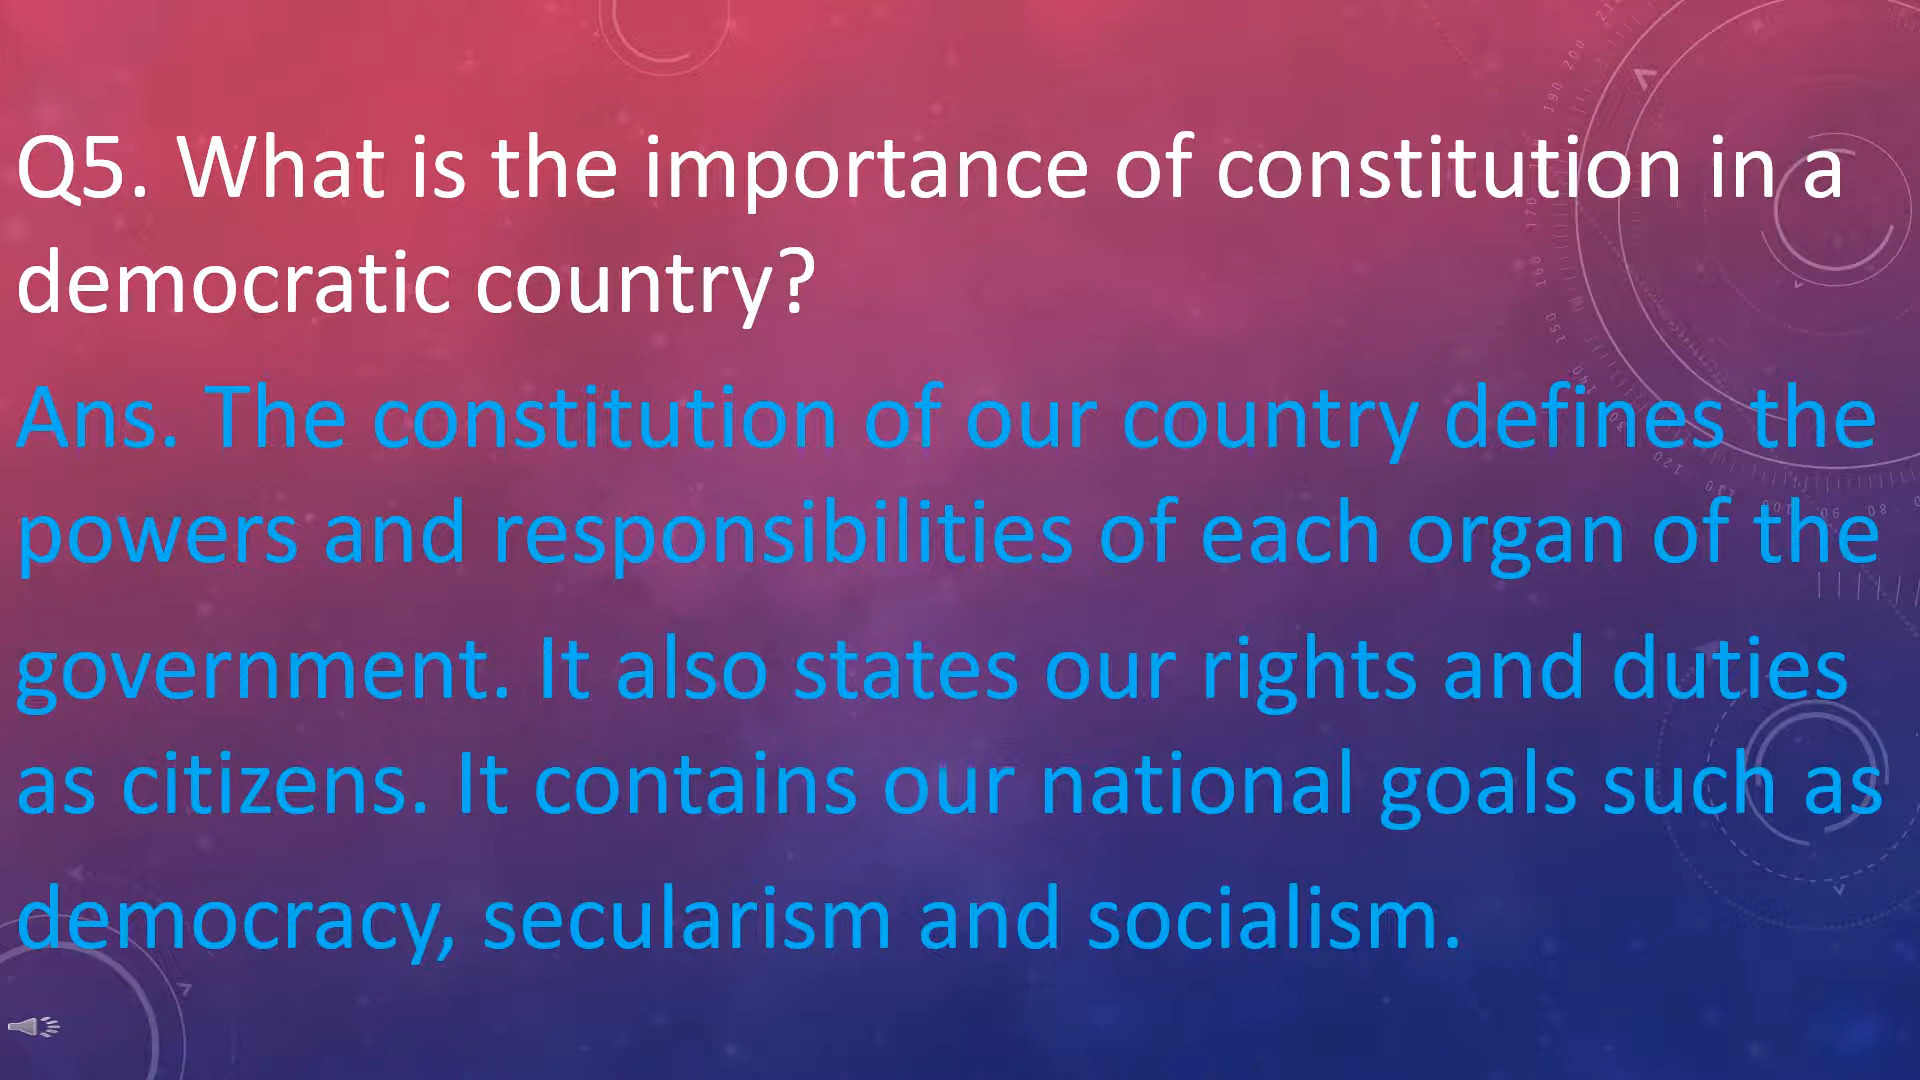 Q5. What is the importance of constitution in a
democratic country?
Ans. The constitution of our country defines the
powers and responsibilities of each organ of the
government. It also states our rights and duties
as citizens. It contains our national goals such as
democracy, secularism and socialism.